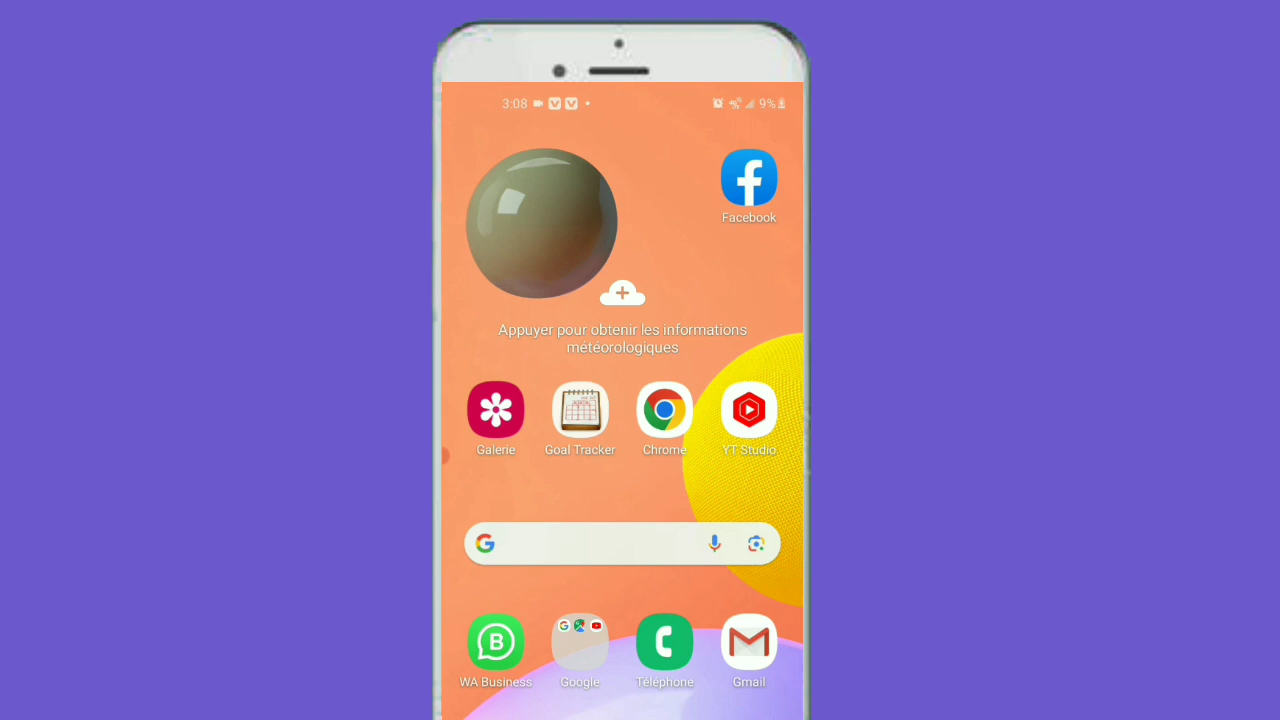 3:08
9%
Facebook
Appuyer pour obtenir les informations
météorologiques
Galerie
Goal Tracker
Chrome
YT Studio
WA Business
Google
Téléphone
Gmail